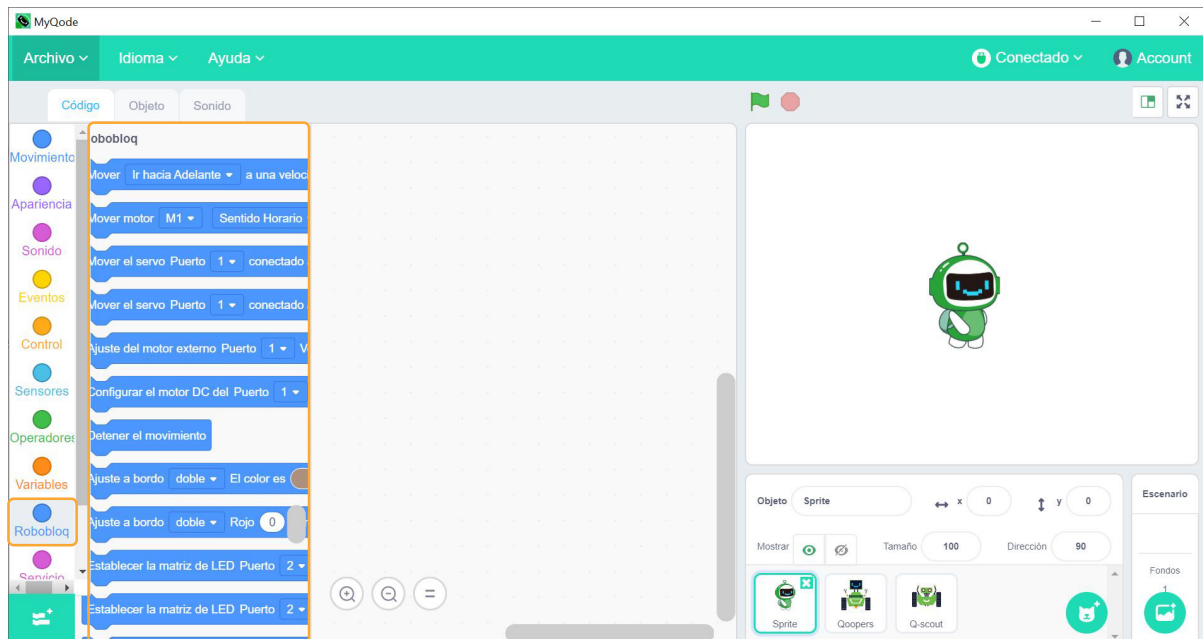 MyQode
Archivo Idioma Ayuda Conectado Account
Código Objeto Sonido
Movimiento
Apariencia
Sonido
Eventos
Control
Sensores
Operadores
Variables
Robobloq
Servicio
obobloq
Mover Ir hacia Adelante a una veloc
Mover motor M1 Sentido Horario
Mover el servo Puerto 1 conectado
Mover el servo Puerto 1 conectado
Ajuste del motor externo Puerto 1 V
Configurar el motor DC del Puerto 1
Detener el movimiento
Ajuste a bordo doble El color es
Ajuste a bordo doble Rojo 0
Establecer la matriz de LED Puerto 2
Establecer la matriz de LED Puerto 2
Objeto Sprite x 0 y 0
Mostrar Tamaño 100 Dirección 90
Sprite Qoopers Q-scout
Escenario
Fondos
1